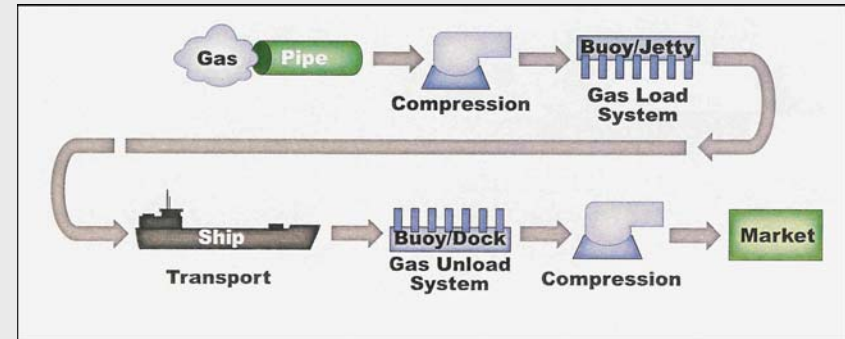 Gas
Pipe
Compression
Buoy/Jetty
Gas Load
System
Ship
Transport
Buoy/Dock
Gas Unload
System
Compression
Market